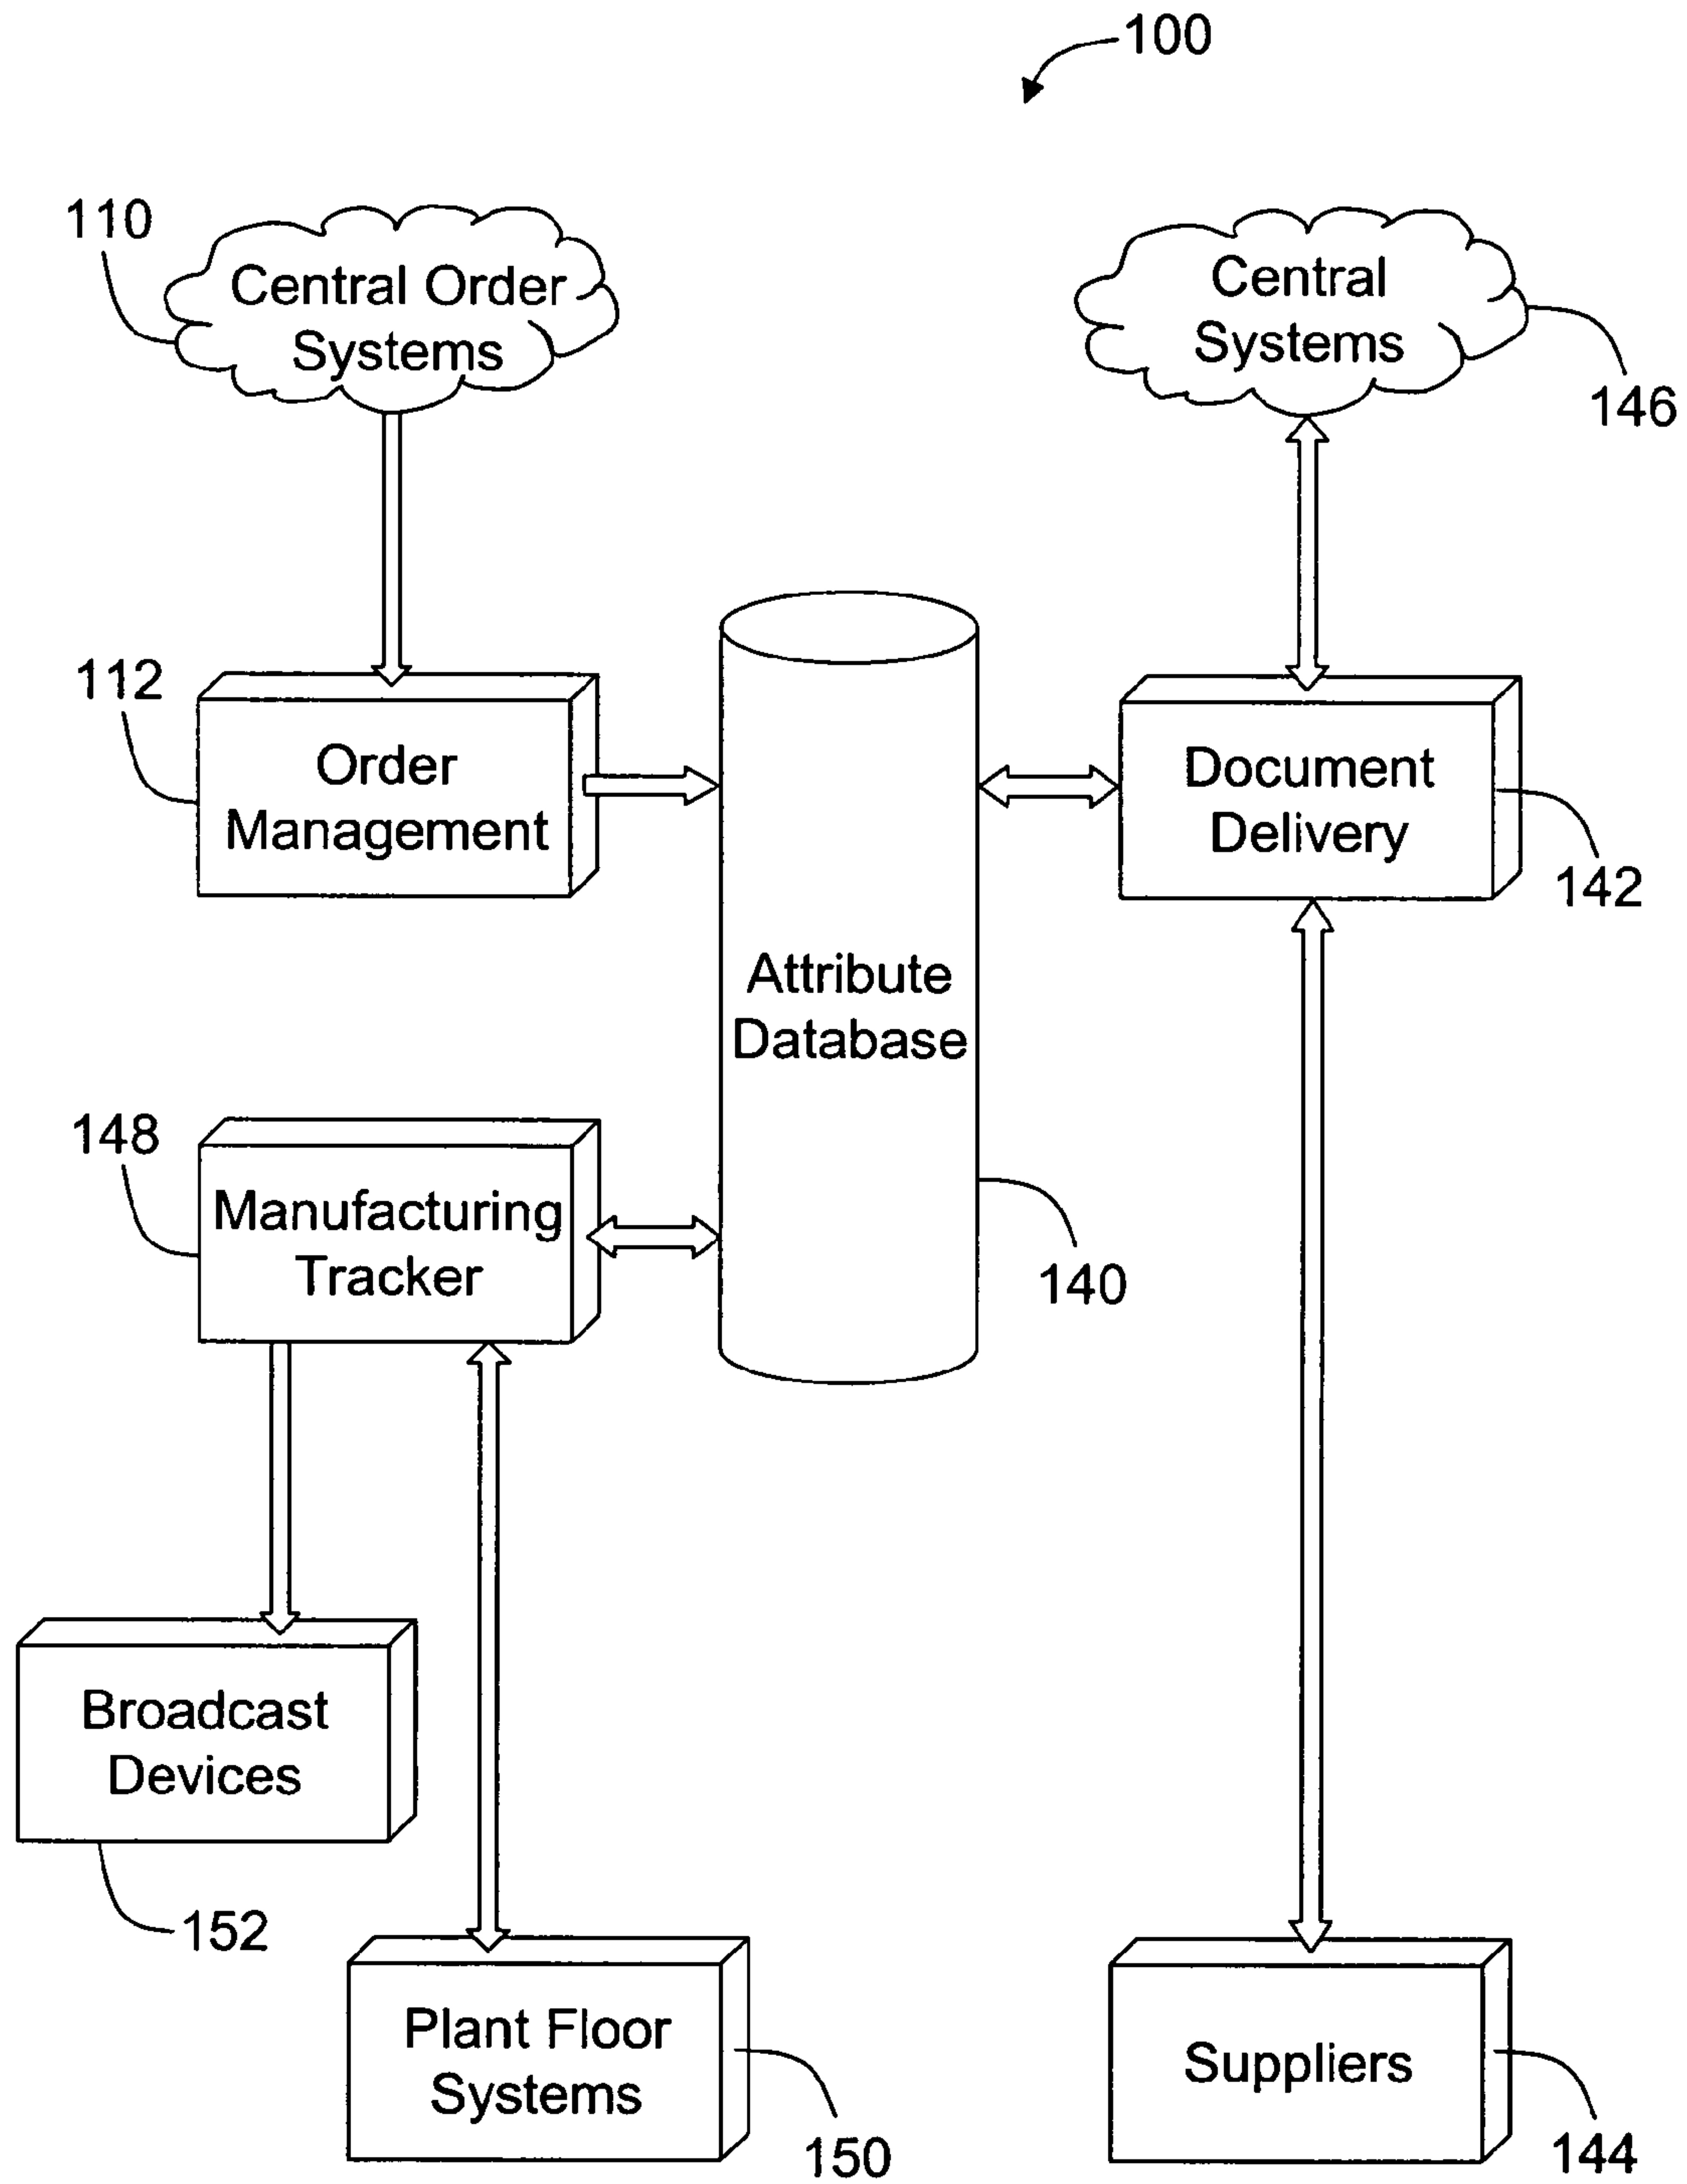 100
110
Central Order
Systems
Central
Systems
146
112
Order
Management
Document
Delivery
142
Attribute
Database
148
Manufacturing
Tracker
140
Broadcast
Devices
152
Plant Floor
Systems
150
Suppliers
144